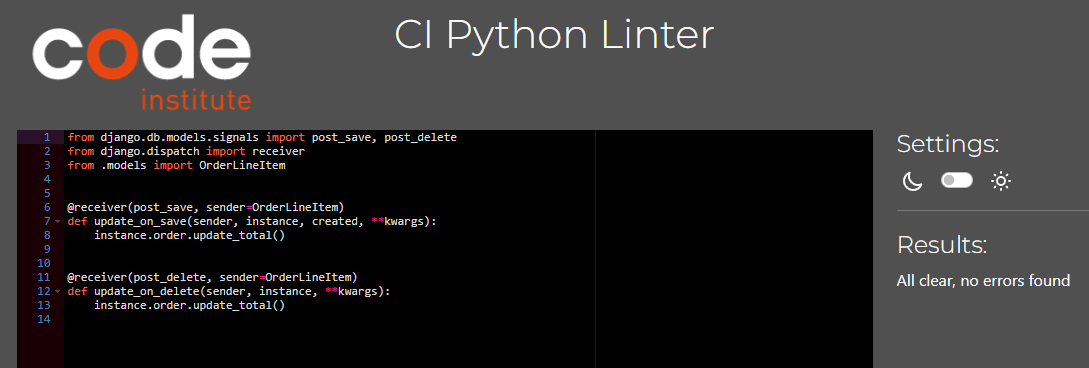 code
institute
CI Python Linter
1 from django.db.models.signals import post_save, post_delete
2 from django.dispatch import receiver
3 from .models import OrderLineItem
4
5
6 @receiver(post_save, sender=OrderLineItem)
7 def update_on_save(sender, instance, created, **kwargs):
8     instance.order.update_total()
9
10
11 @receiver(post_delete, sender=OrderLineItem)
12 def update_on_delete(sender, instance, **kwargs):
13     instance.order.update_total()
14
Settings:
Results:
All clear, no errors found